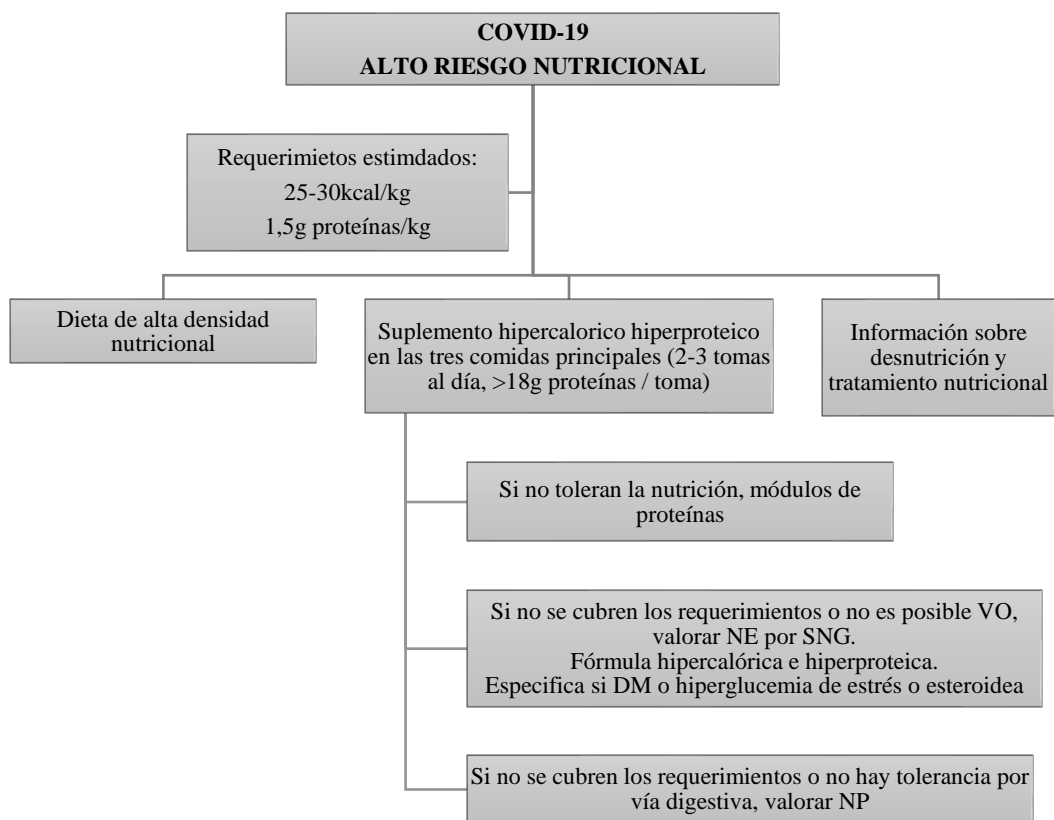 COVID-19
ALTO RIESGO NUTRICIONAL
Requerimietos estimdados:
25-30kcal/kg
1,5g proteínas/kg
Dieta de alta densidad
nutricional
Suplemento hipercalorico hiperproteico
en las tres comidas principales (2-3 tomas
al día, >18g proteínas / toma)
Información sobre
desnutrición y
tratamiento nutricional
Si no toleran la nutrición, módulos de
proteínas
Si no se cubren los requerimientos o no es posible VO,
valorar NE por SNG.
Fórmula hipercalórica e hiperproteica.
Especifica si DM o hiperglucemia de estrés o esteroidea
Si no se cubren los requerimientos o no hay tolerancia por
vía digestiva, valorar NP